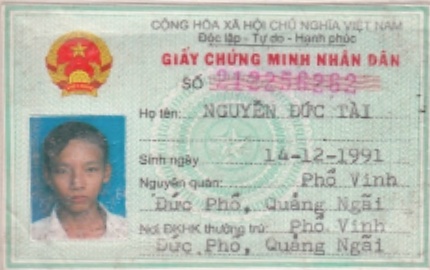 CỘNG HÒA XÃ HỘI CHỦ NGHĨA VIỆT NAM
Độc lập - Tự do - Hạnh phúc
GIẤY CHỨNG MINH NHÂN DÂN
SỐ 212256262
Họ tên: NGUYỄN ĐỨC TÀI
Sinh ngày 14-12-1991
Nguyên quán: Phổ Vinh
Đức Phổ, Quảng Ngãi
Nơi ĐKHK thường trú: Phổ Vinh
Đức Phổ, Quảng Ngãi